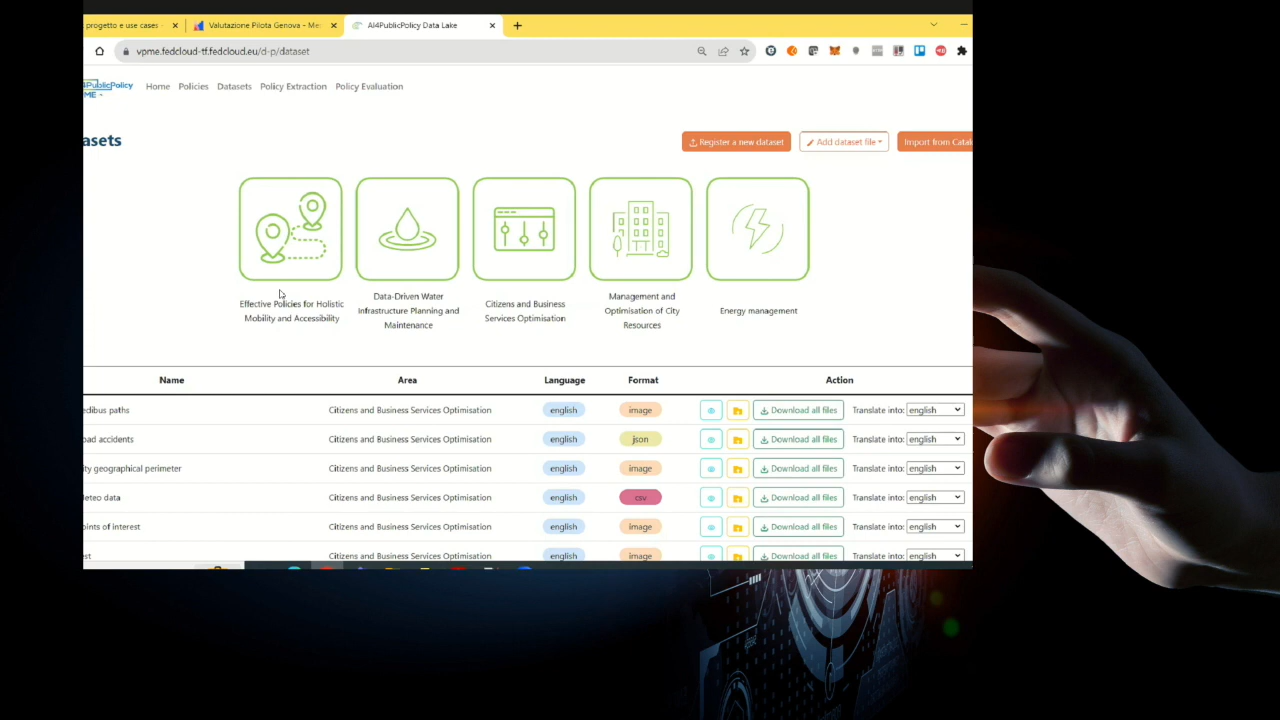 progetto e use cases
Valutazione Pilota Genova - Me
AI4PublicPolicy Data Lake
vpme.fedcloud-tf.fedcloud.eu/d-p/dataset
4PublicPolicy
ME
Home
Policies
Datasets
Policy Extraction
Policy Evaluation
asets
Register a new dataset
Add dataset file
Import from Catal
Effective Policies for Holistic
Mobility and Accessibility
Data-Driven Water
Infrastructure Planning and
Maintenance
Citizens and Business
Services Optimisation
Management and
Optimisation of City
Resources
Energy management
Name Area Language Format Action
edibus paths Citizens and Business Services Optimisation english image Download all files Translate into: english
oad accidents Citizens and Business Services Optimisation english json Download all files Translate into: english
ity geographical perimeter Citizens and Business Services Optimisation english image Download all files Translate into: english
Meteo data Citizens and Business Services Optimisation english csv Download all files Translate into: english
oints of interest Citizens and Business Services Optimisation english image Download all files Translate into: english
est Citizens and Business Services Optimisation english image Download all files Translate into: english